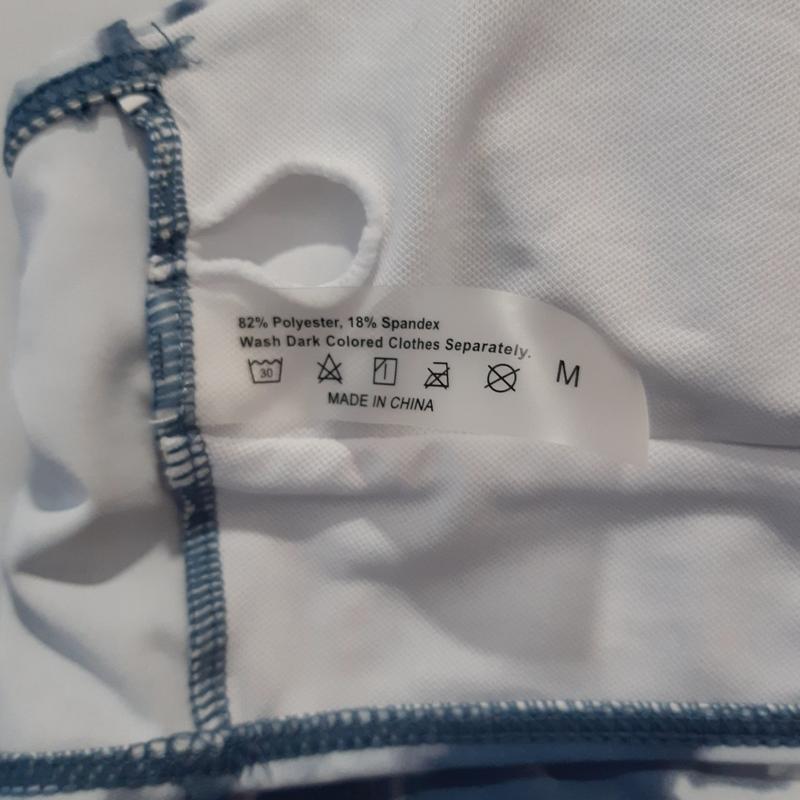 82% Polyester, 18% Spandex
Wash Dark Colored Clothes Separately.
30 M
MADE IN CHINA